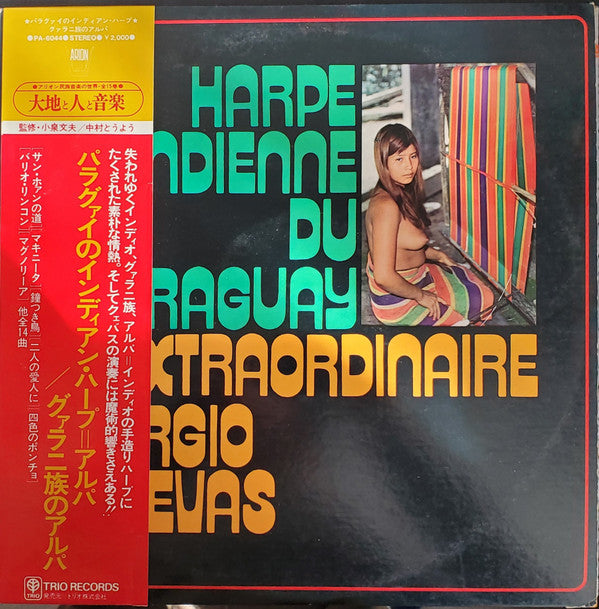 ★パラグァイのインディアン・ハープ★
グァラニ族のアルパ
●PA-6044●STEREO●¥2,000●
ARION
●アリオン民族音楽の世界・全15巻●
大地と人と音楽
監修・小泉文夫/中村とうよう
失われゆくインディオ、グァラニ族、アルパ=インディオの手造りハープに
たくされた素朴な情熱。そしてクェバスの演奏には魔術的響きさえある!!
パラグァイのインディアン・ハープ=アルパ
/グァラニ族のアルパ
[サン・ホァンの道][マキニータ][鐘つき鳥][二人の愛人に][四色のポンチョ]
[バリオ・リンコン][マグノリーア]他全14曲
TRIO
TRIO RECORDS
発売元 トリオ株式会社
HARPE
NDIENNE
DU
RAGUAY
XTRAORDINAIRE
RGIO
EVAS